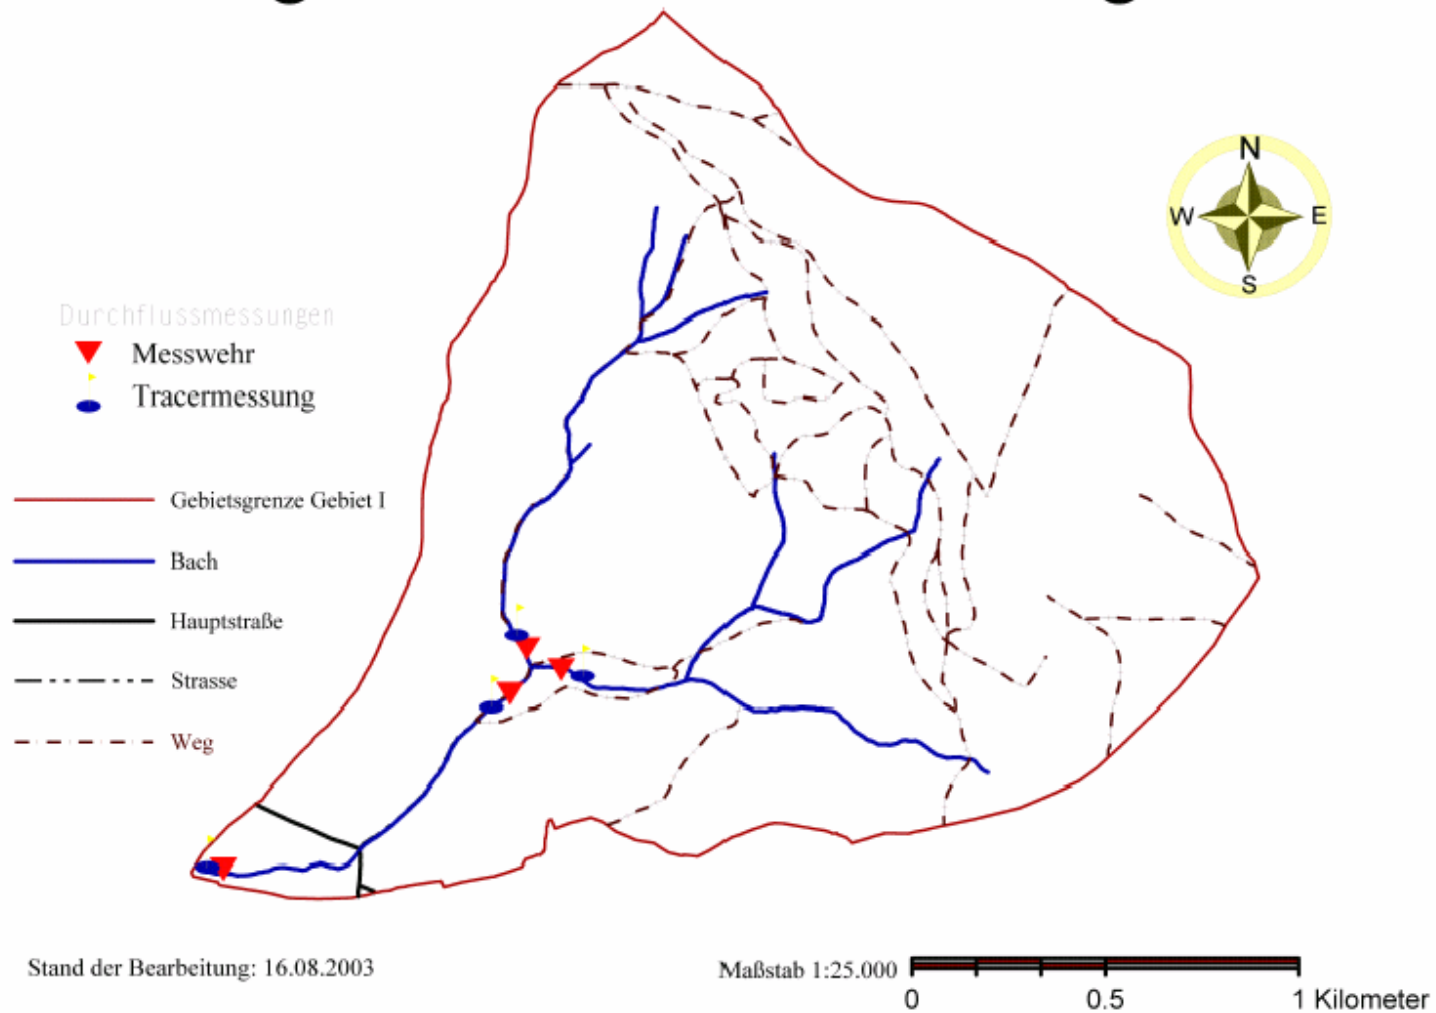 N
W E
S
Durchflussmessungen
Messwehr
Tracermessung
Gebietsgrenze Gebiet I
Bach
Hauptstraße
Strasse
Weg
Stand der Bearbeitung: 16.08.2003
Maßstab 1:25.000
0 0.5 1 Kilometer